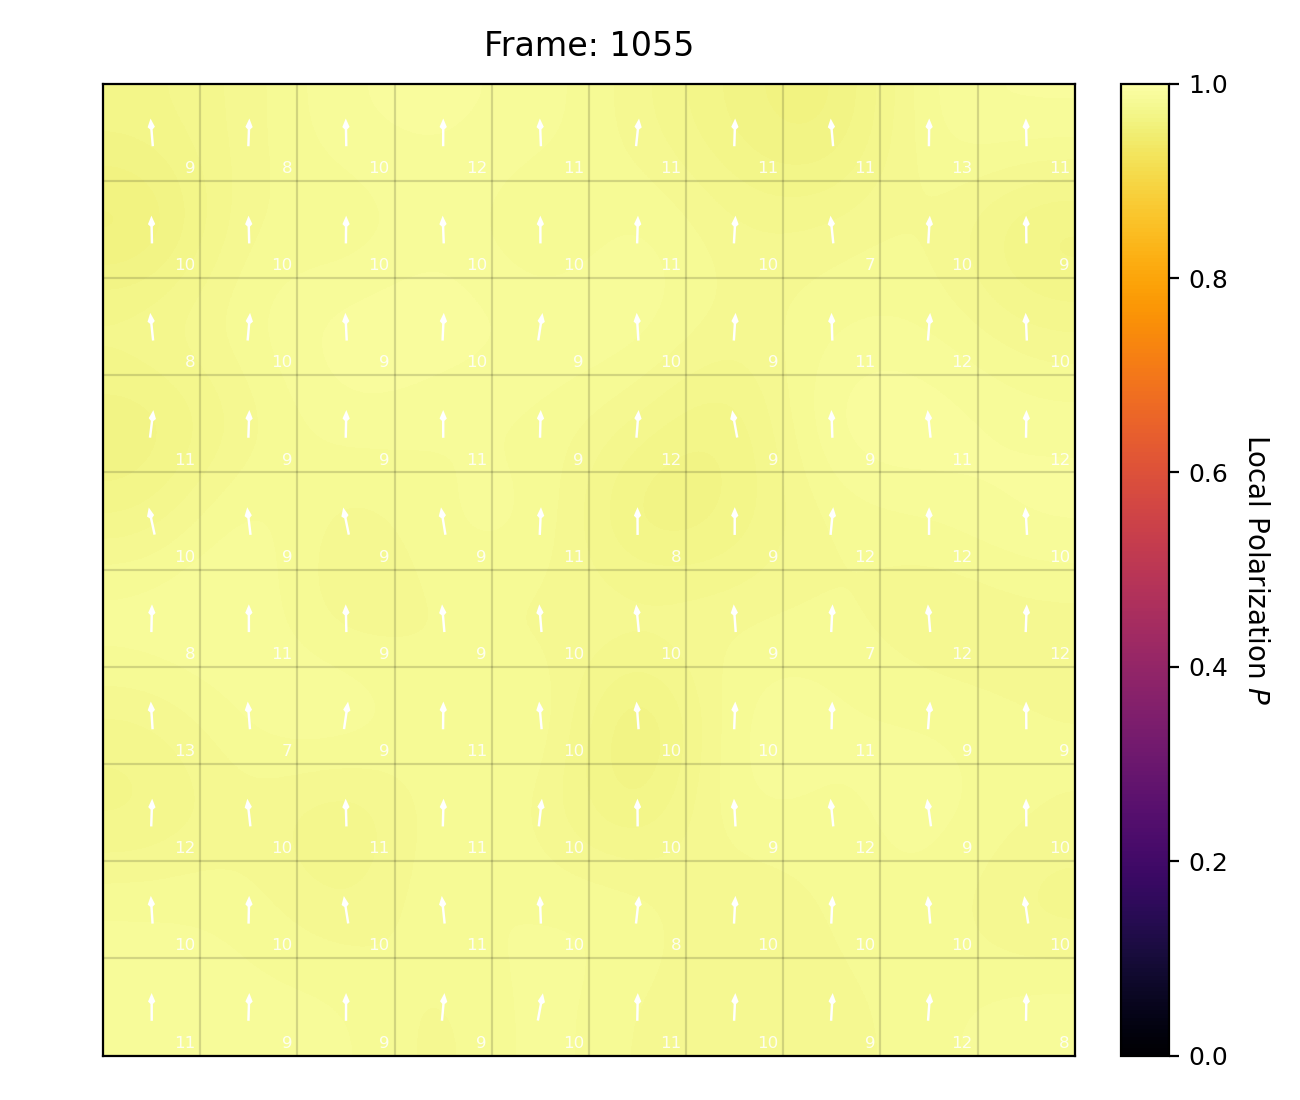 Frame: 1055
9 8 10 12 11 11 11 11 13 11
10 10 10 10 10 11 10 7 10 9
8 10 9 10 9 10 9 11 12 10
11 9 9 11 9 12 9 9 11 12
10 9 9 9 11 8 9 12 12 10
8 11 9 9 10 10 9 7 12 12
13 7 9 11 10 10 10 11 9 9
12 10 11 11 10 10 9 12 9 10
10 10 10 11 10 8 10 10 10 10
11 9 9 9 10 11 10 9 12 8
1.0
0.8
0.6
0.4
0.2
0.0
Local Polarization P